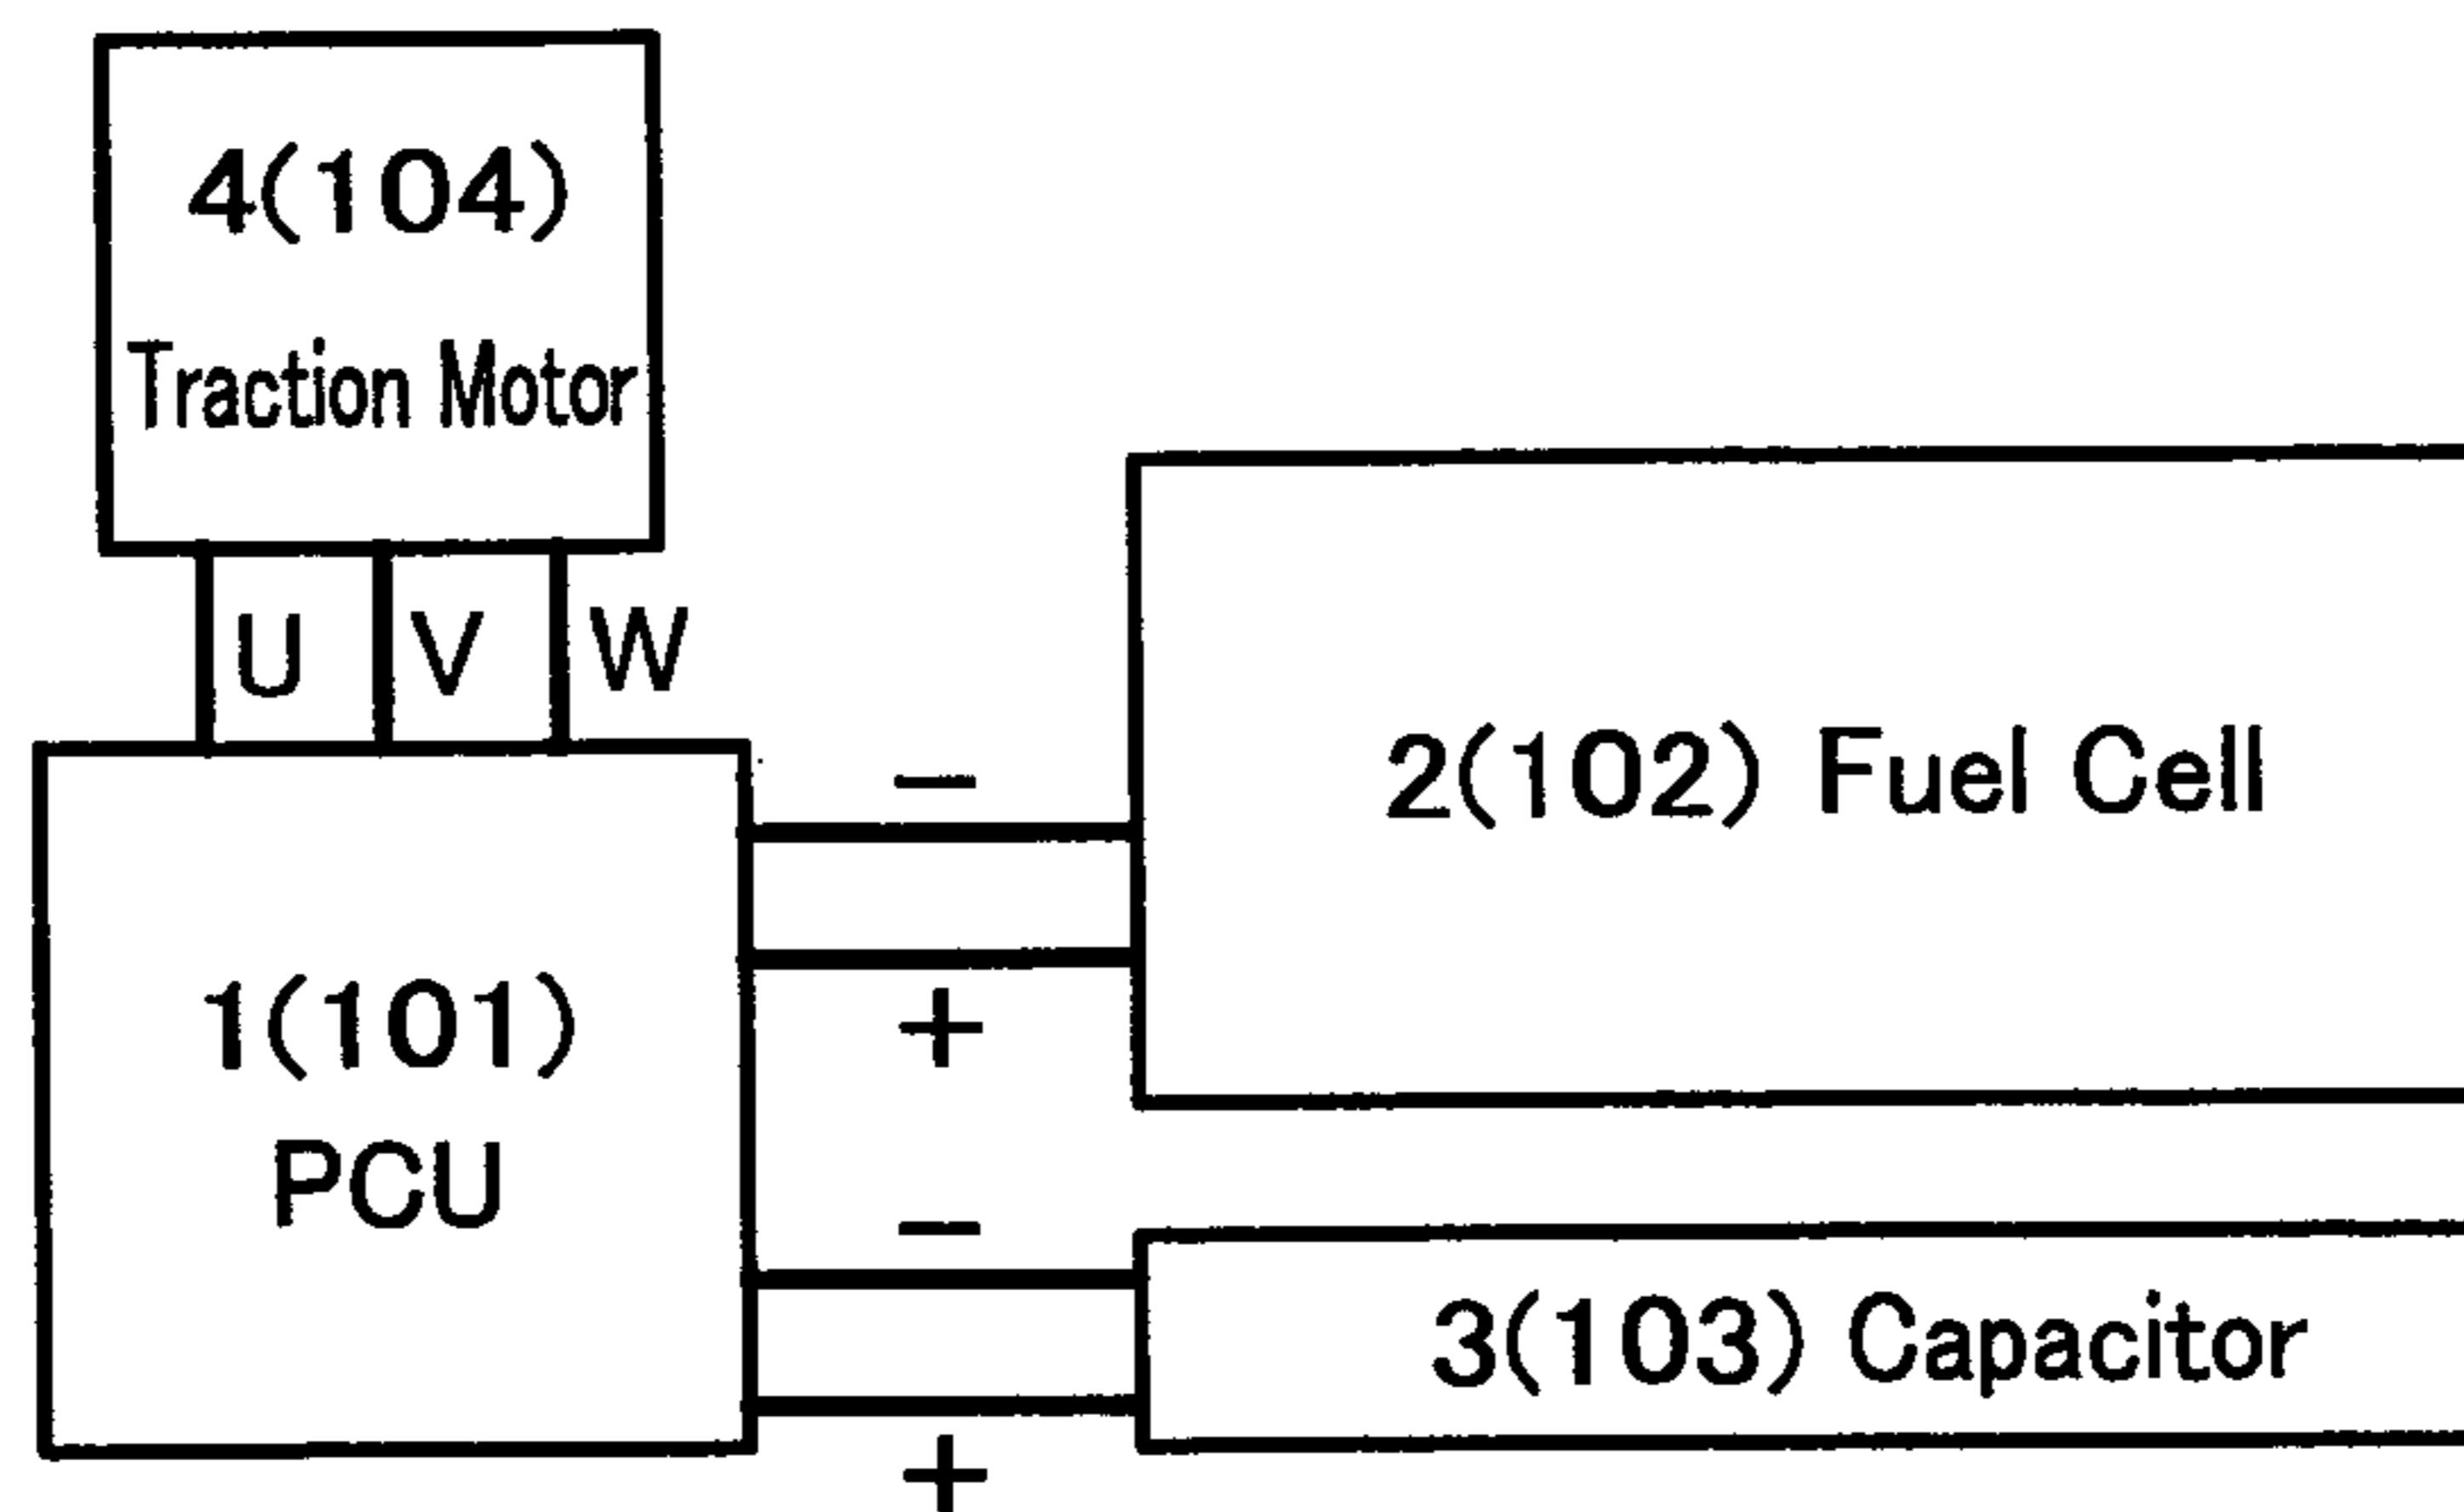 4(104)
Traction Motor
U V W
−
2(102) Fuel Cell
+
1(101)
PCU
−
3(103) Capacitor
+